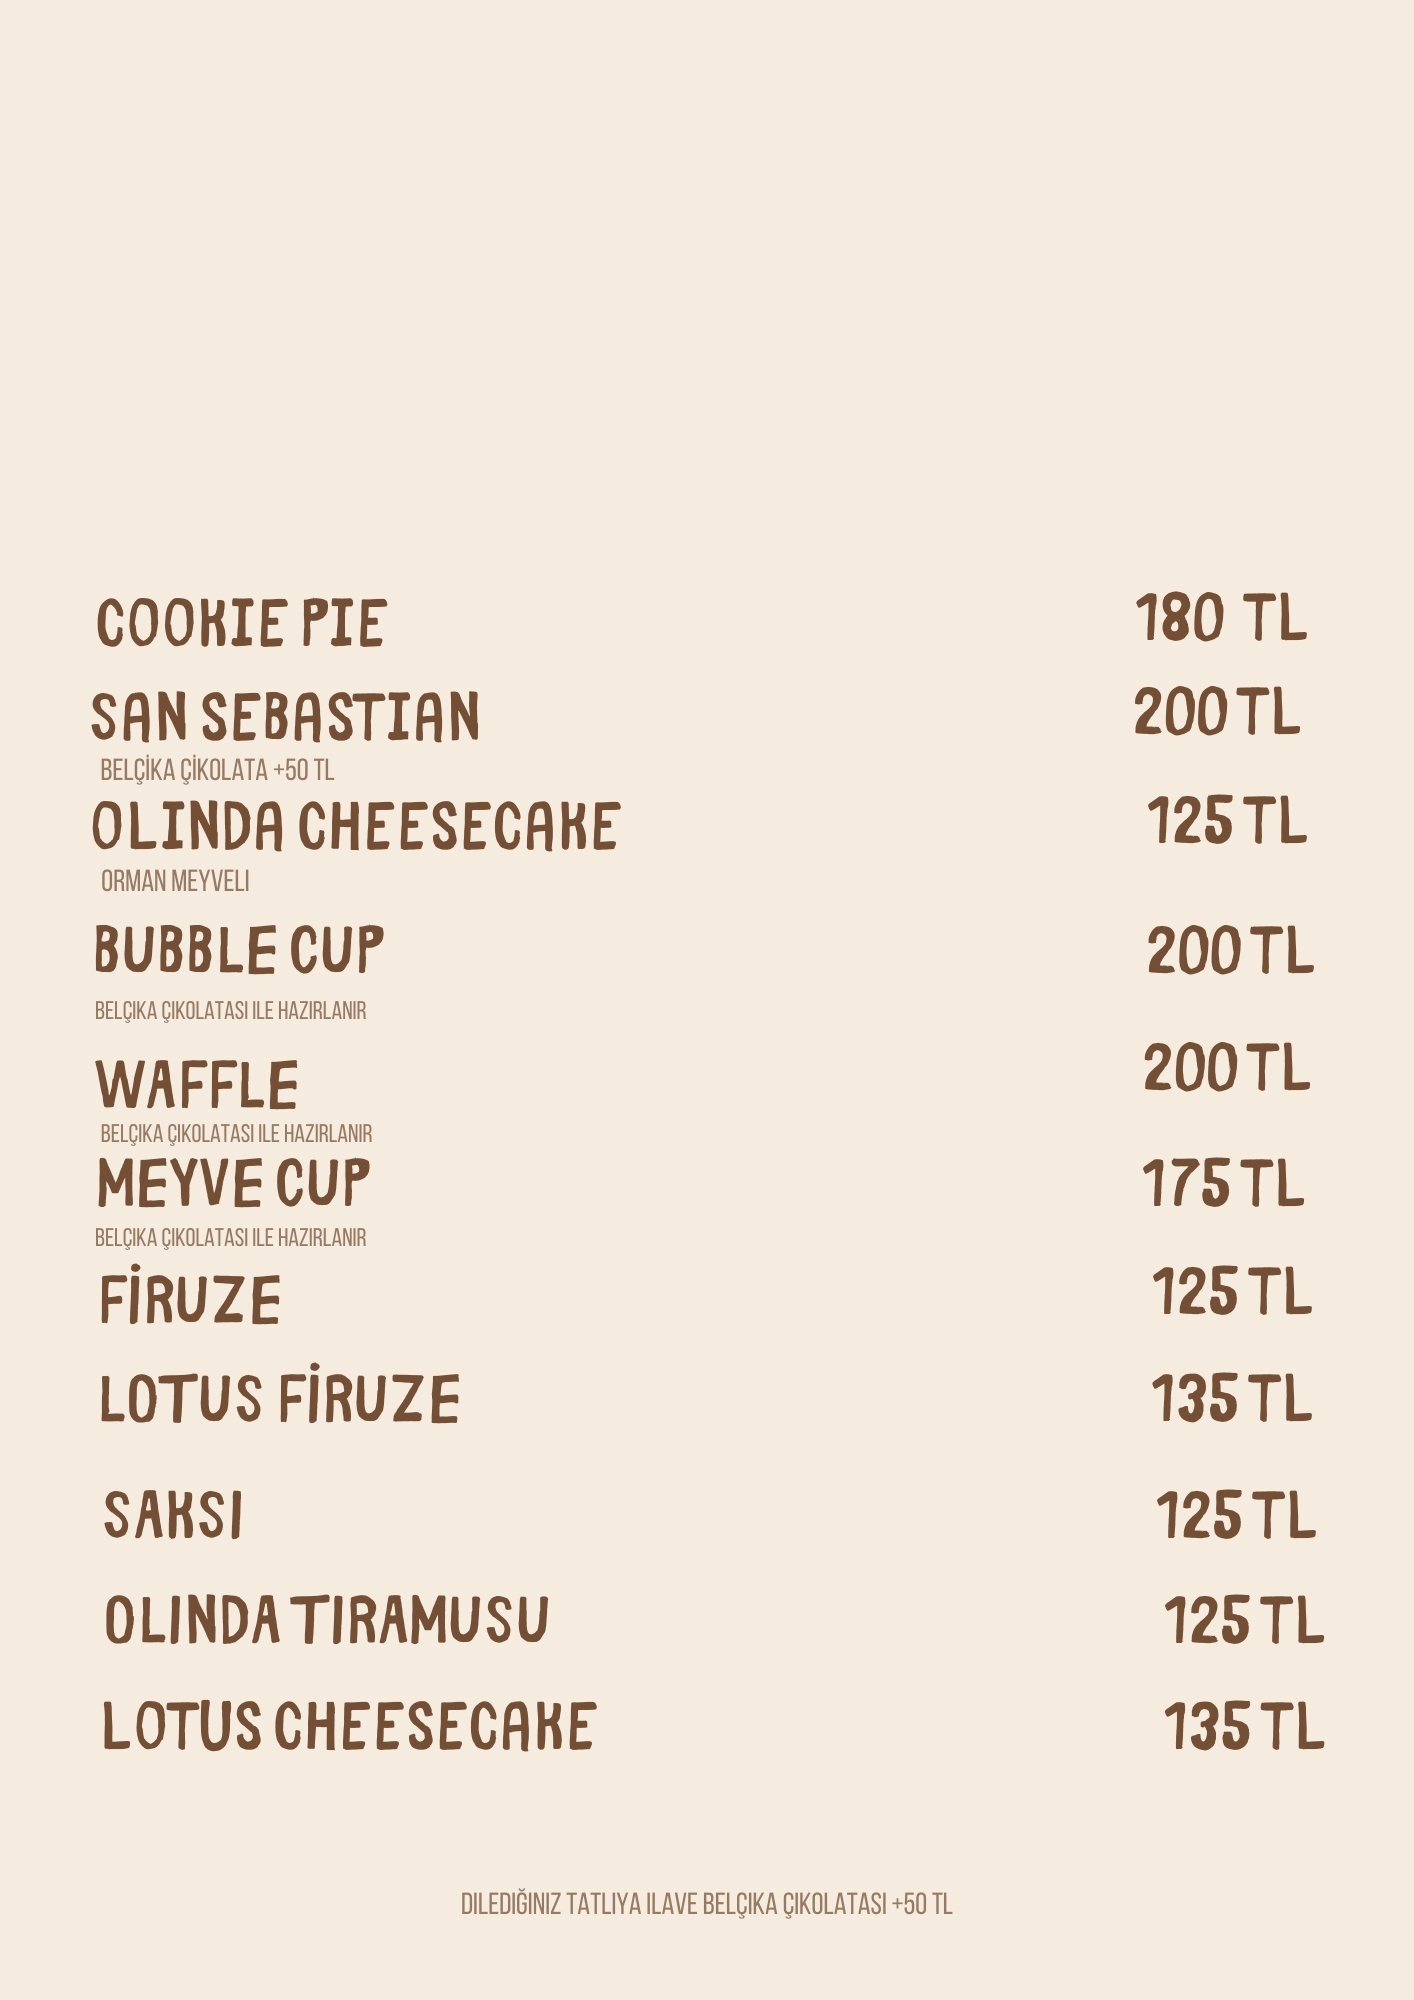 COOKIE PIE 180 TL
SAN SEBASTIAN 200 TL
BELÇİKA ÇİKOLATA +50 TL
OLINDA CHEESECAKE 125 TL
ORMAN MEYVELI
BUBBLE CUP 200 TL
BELÇIKA ÇIKOLATASI ILE HAZIRLANIR
WAFFLE 200 TL
BELÇIKA ÇIKOLATASI ILE HAZIRLANIR
MEYVE CUP 175 TL
BELÇIKA ÇIKOLATASI ILE HAZIRLANIR
FİRUZE 125 TL
LOTUS FİRUZE 135 TL
SAKSI 125 TL
OLINDA TIRAMUSU 125 TL
LOTUS CHEESECAKE 135 TL
DILEDIĞINIZ TATLIYA ILAVE BELÇIKA ÇIKOLATASI +50 TL